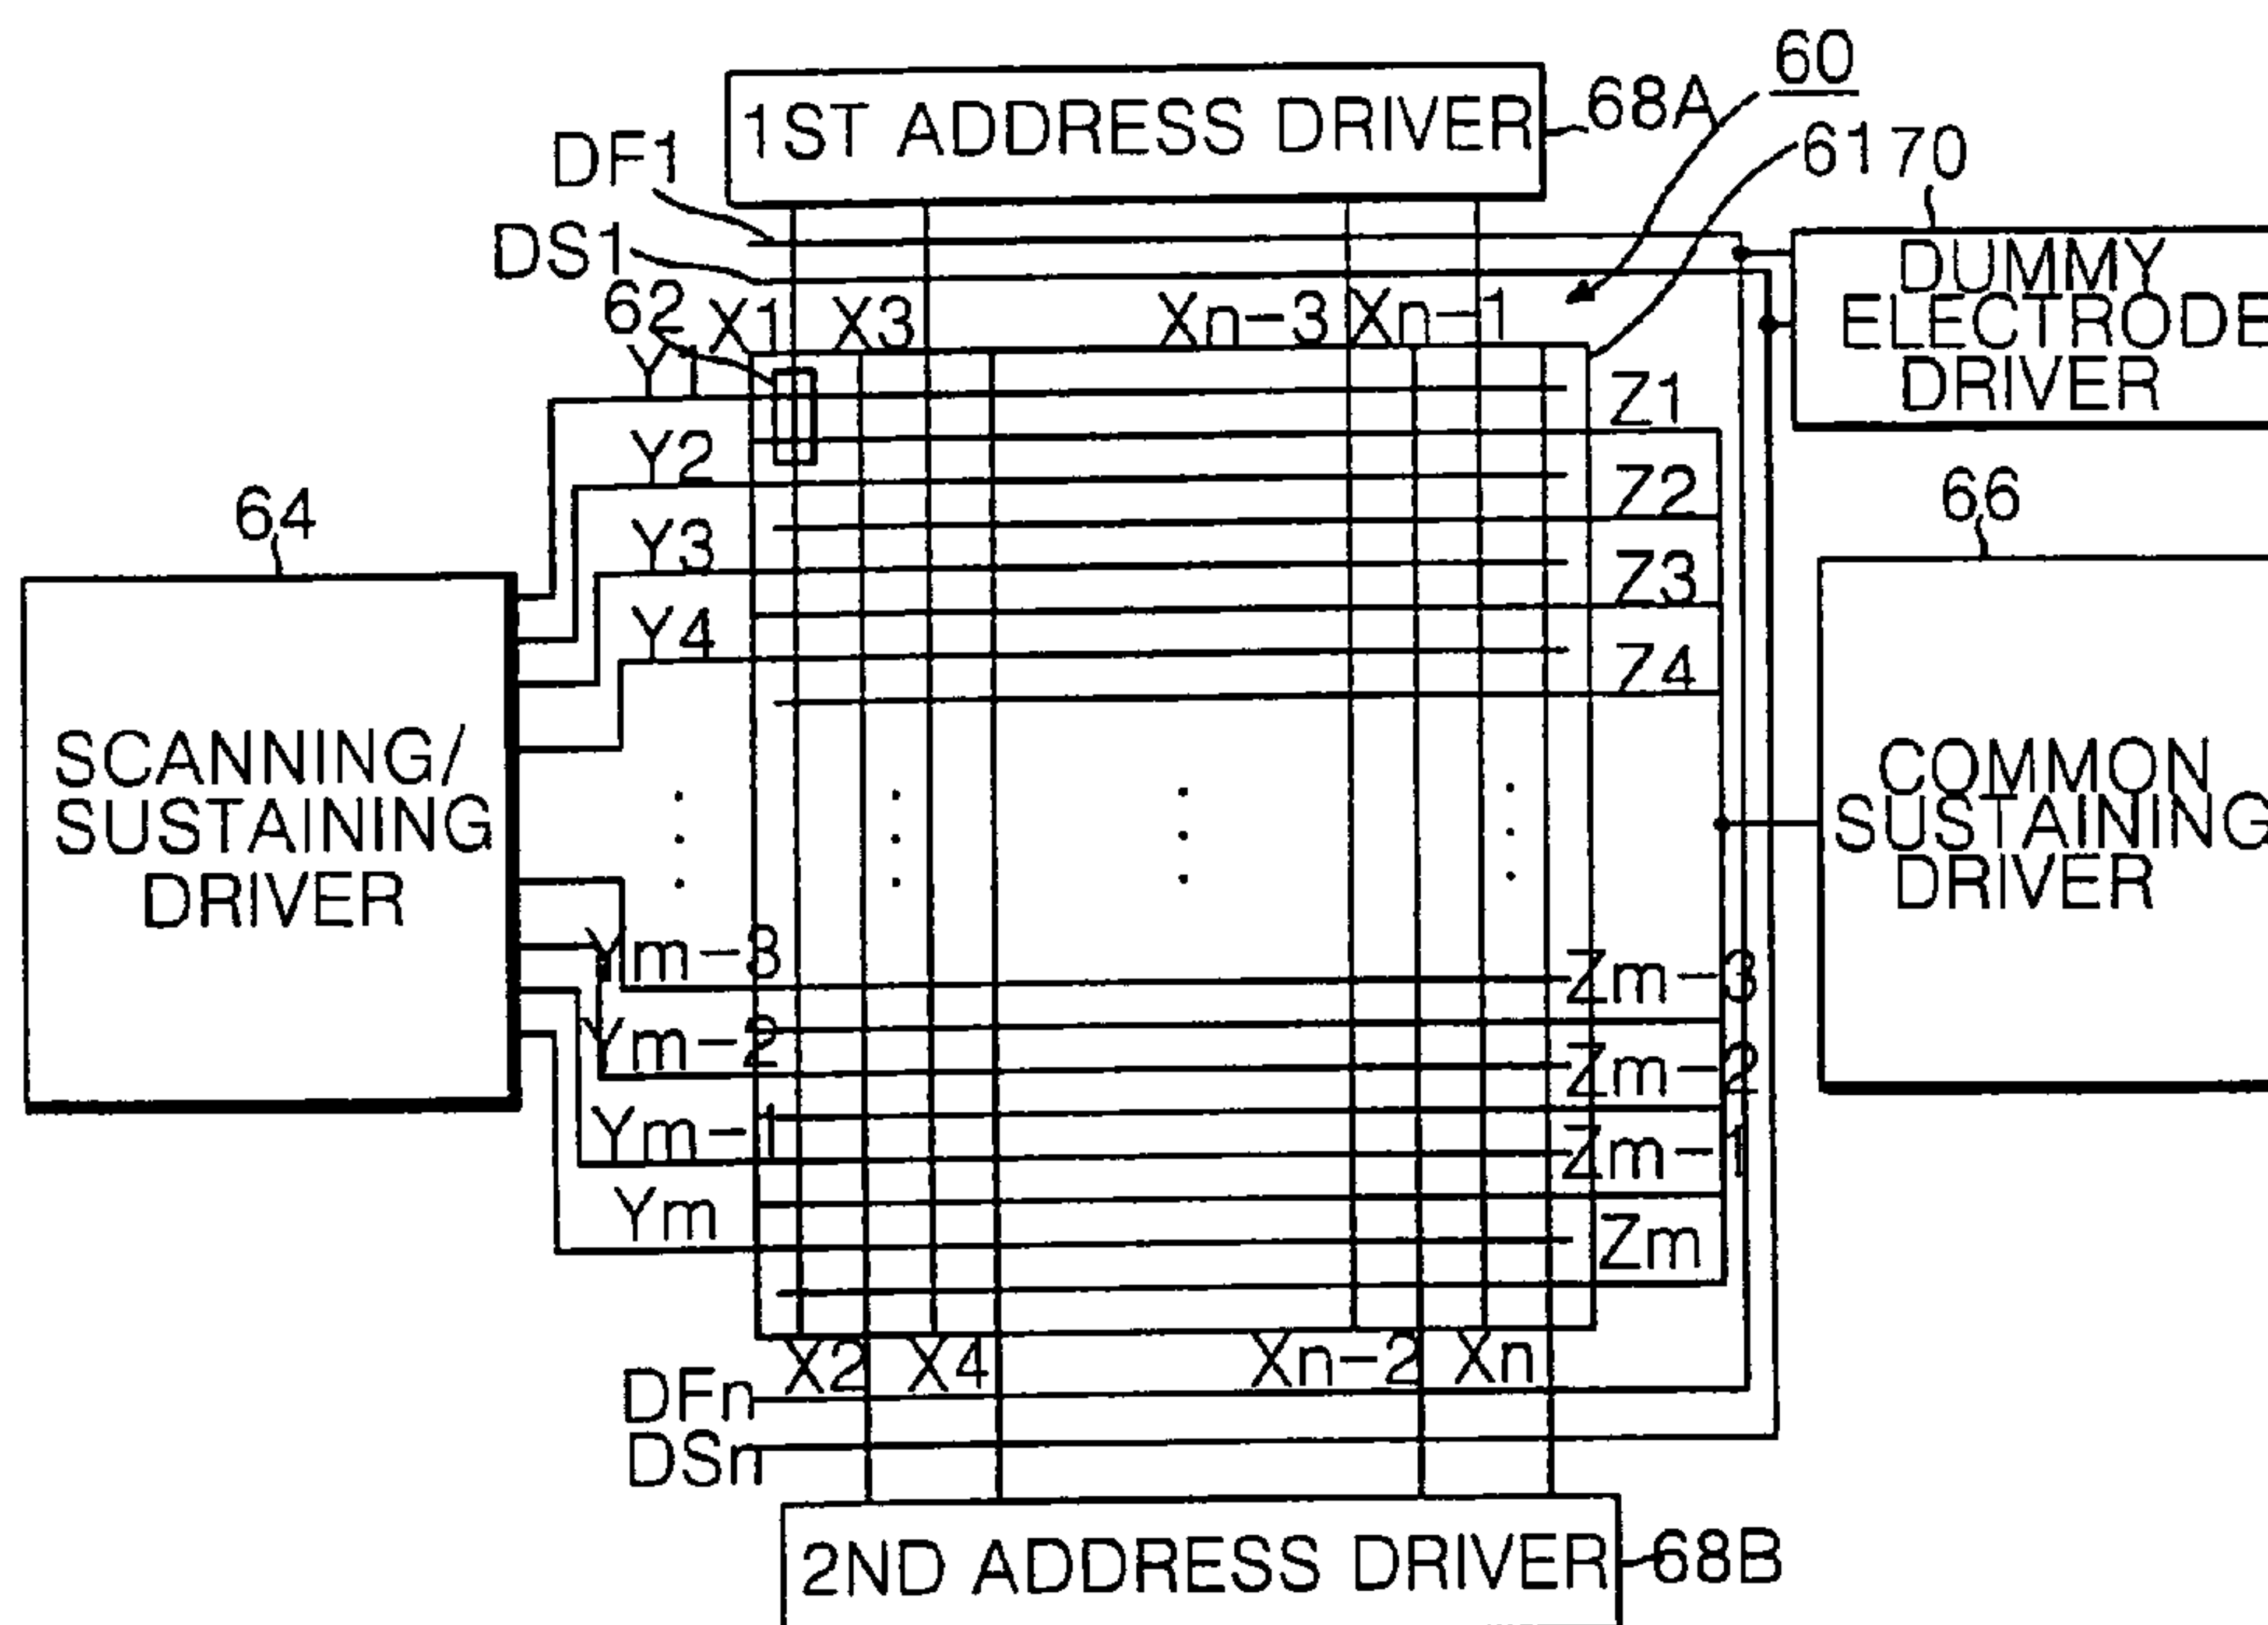 60
1ST ADDRESS DRIVER
68A
DF1
61
70
DS1
DUMMY
ELECTRODE
DRIVER
62
X1
X3
Xn-3
Xn-1
Y1
Z1
Y2
Z2
64
66
Y3
Z3
Y4
Z4
SCANNING/
SUSTAINING
DRIVER
COMMON
SUSTAINING
DRIVER
Ym-3
Zm-3
Ym-2
Zm-2
Ym-1
Zm-1
Ym
Zm
X2
X4
Xn-2
Xn
DFn
DSn
2ND ADDRESS DRIVER
68B